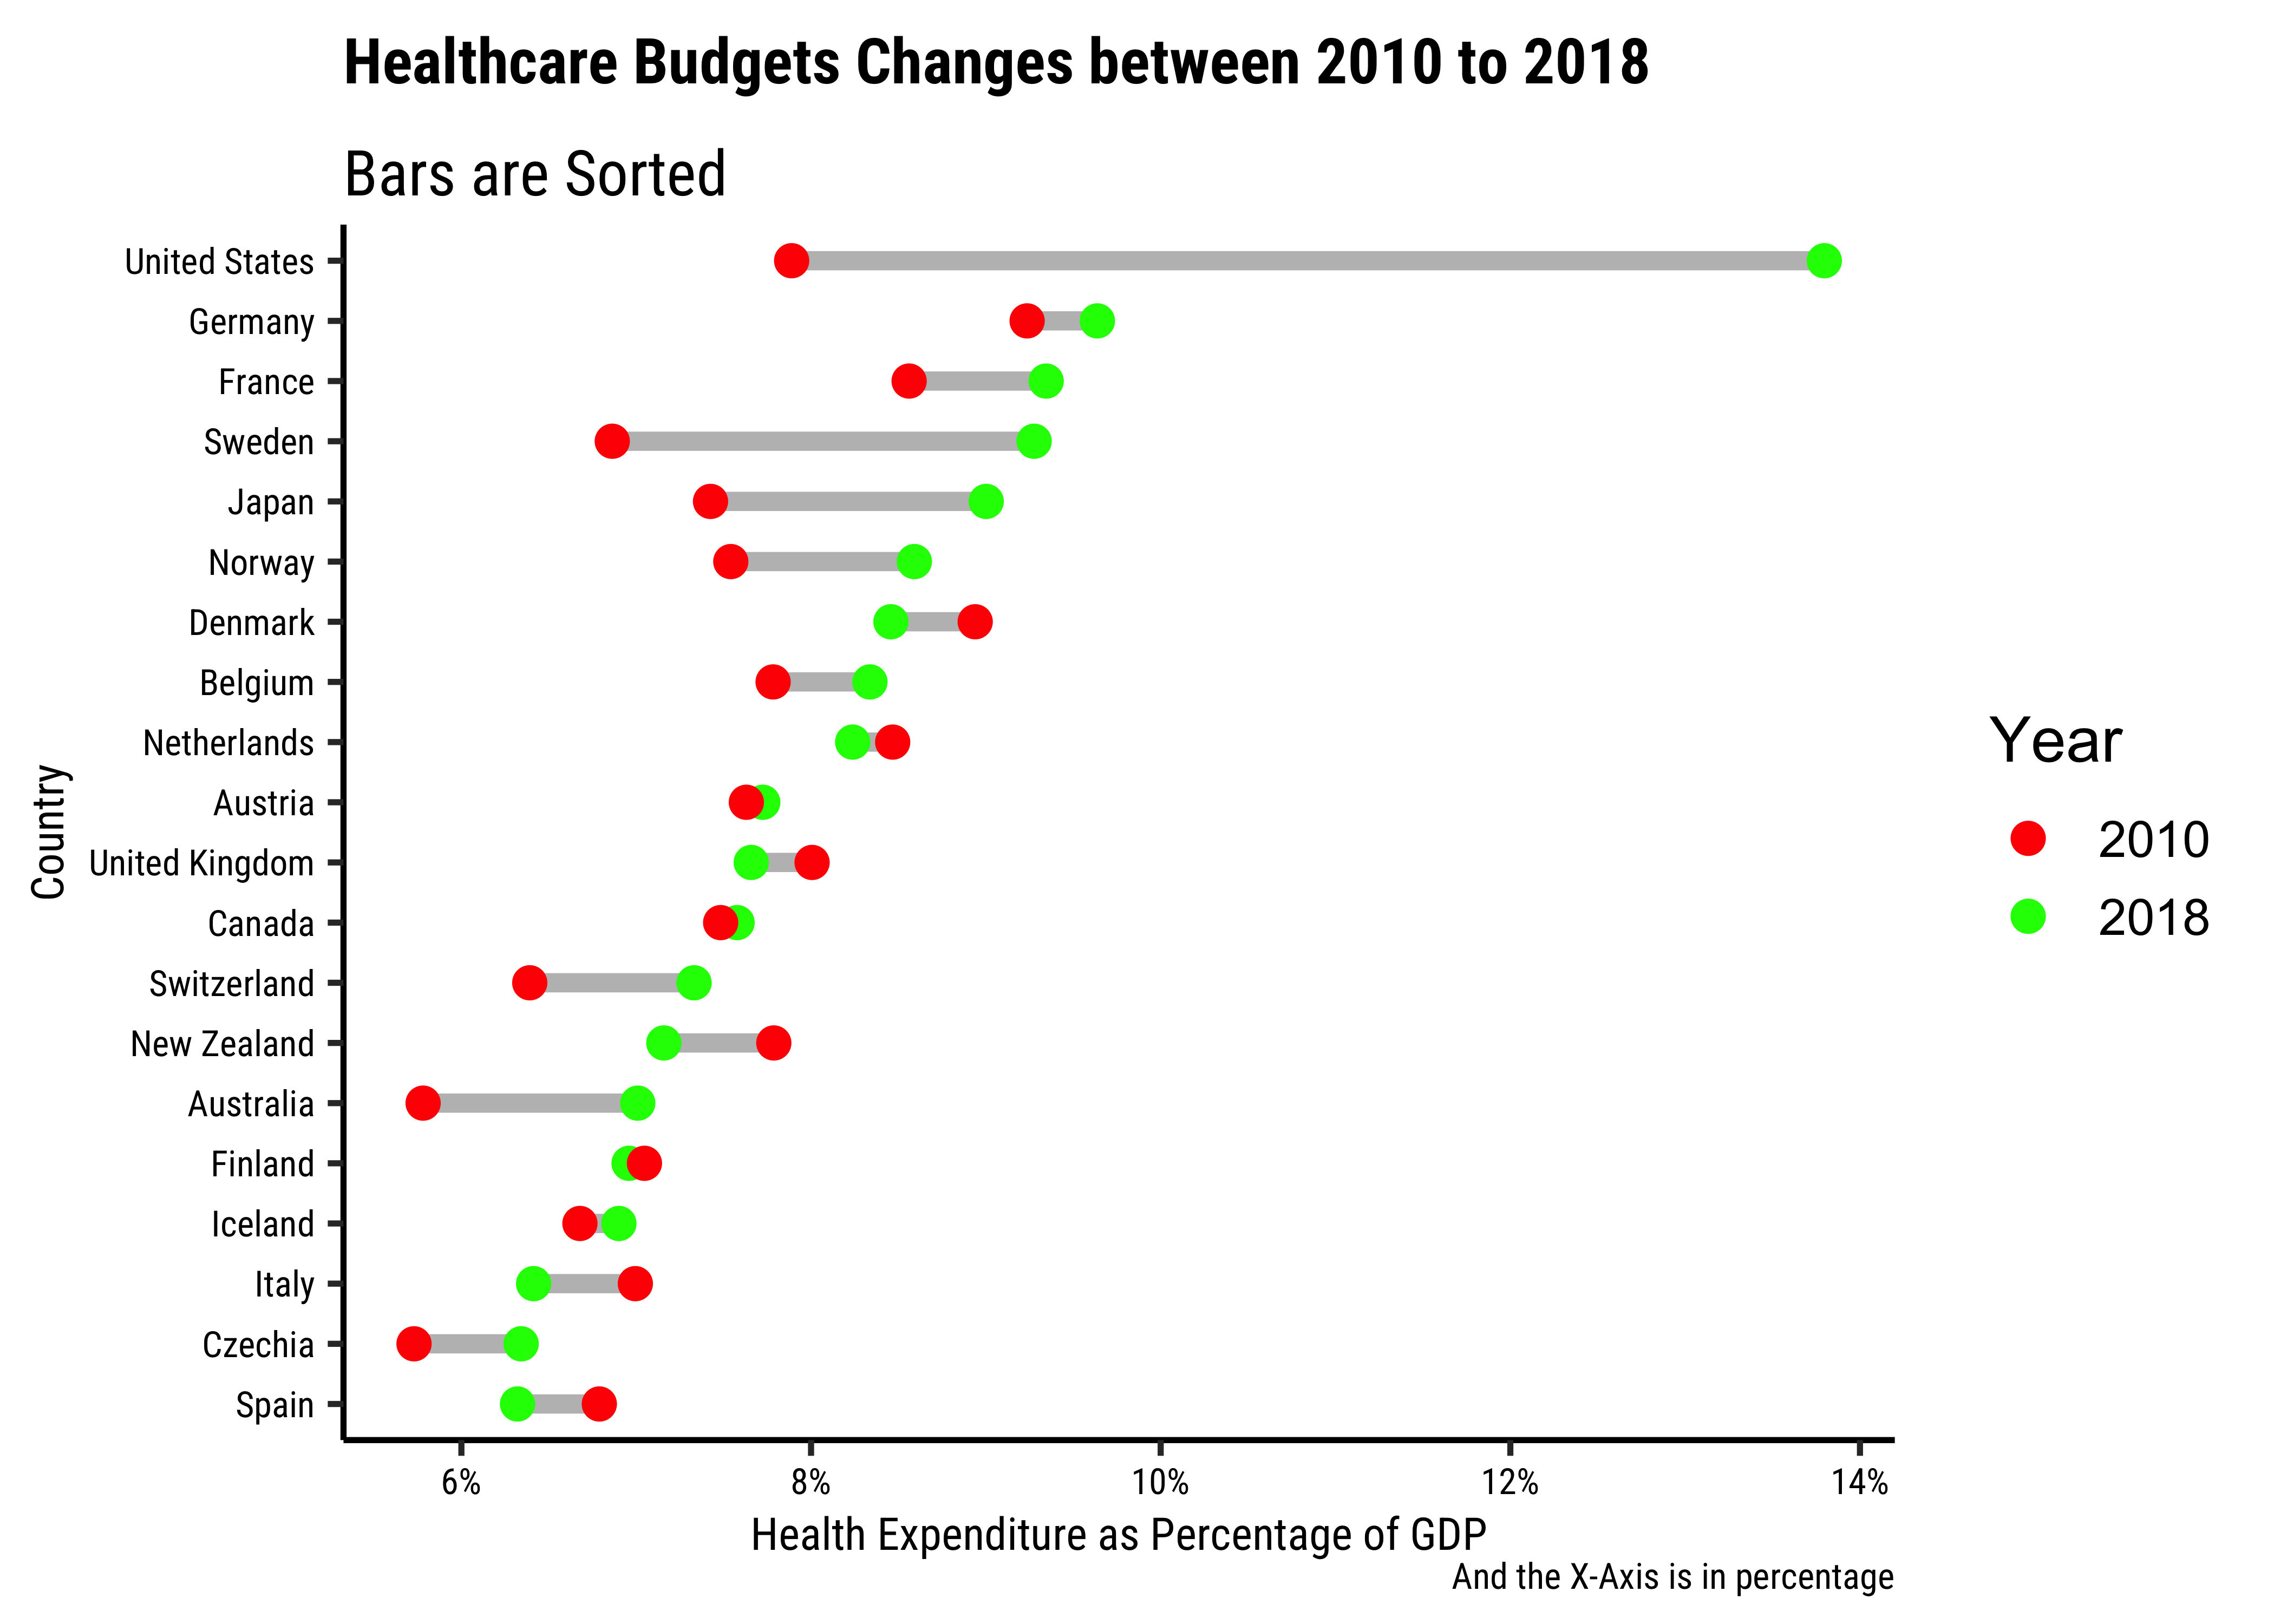 Healthcare Budgets Changes between 2010 to 2018
Bars are Sorted
United States
Germany
France
Sweden
Japan
Norway
Denmark
Belgium
Netherlands
Austria
United Kingdom
Canada
Switzerland
New Zealand
Australia
Finland
Iceland
Italy
Czechia
Spain
Country
6% 8% 10% 12% 14%
Health Expenditure as Percentage of GDP
And the X-Axis is in percentage
Year
2010
2018